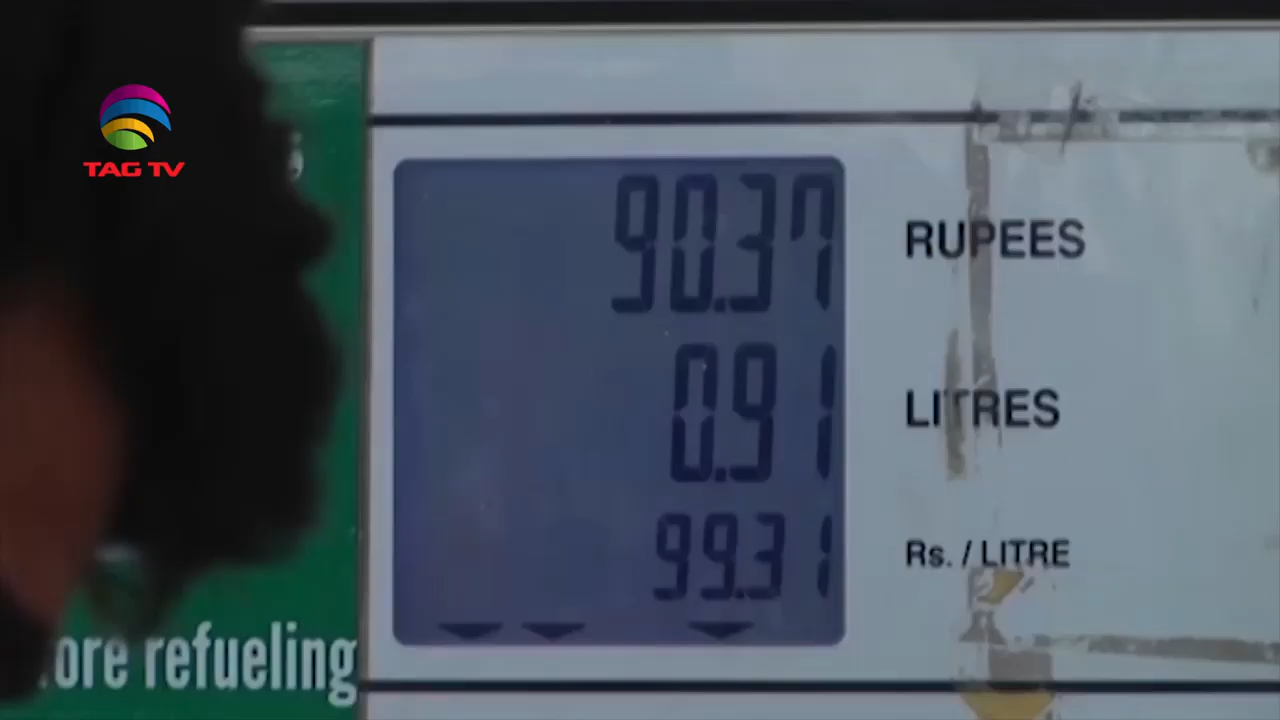 TAG TV
90.37 RUPEES
0.91 LITRES
99.31 Rs. / LITRE
ore refueling